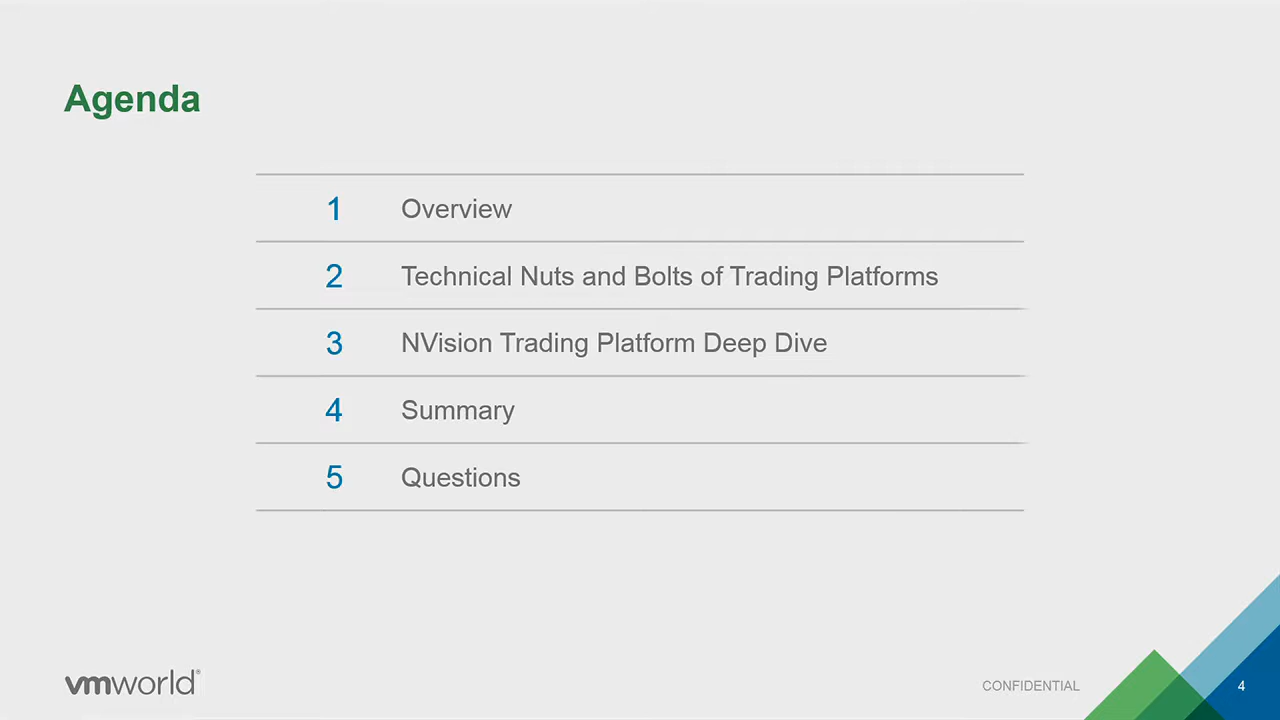 Agenda
1 Overview
2 Technical Nuts and Bolts of Trading Platforms
3 NVision Trading Platform Deep Dive
4 Summary
5 Questions
vmworld®
CONFIDENTIAL 4